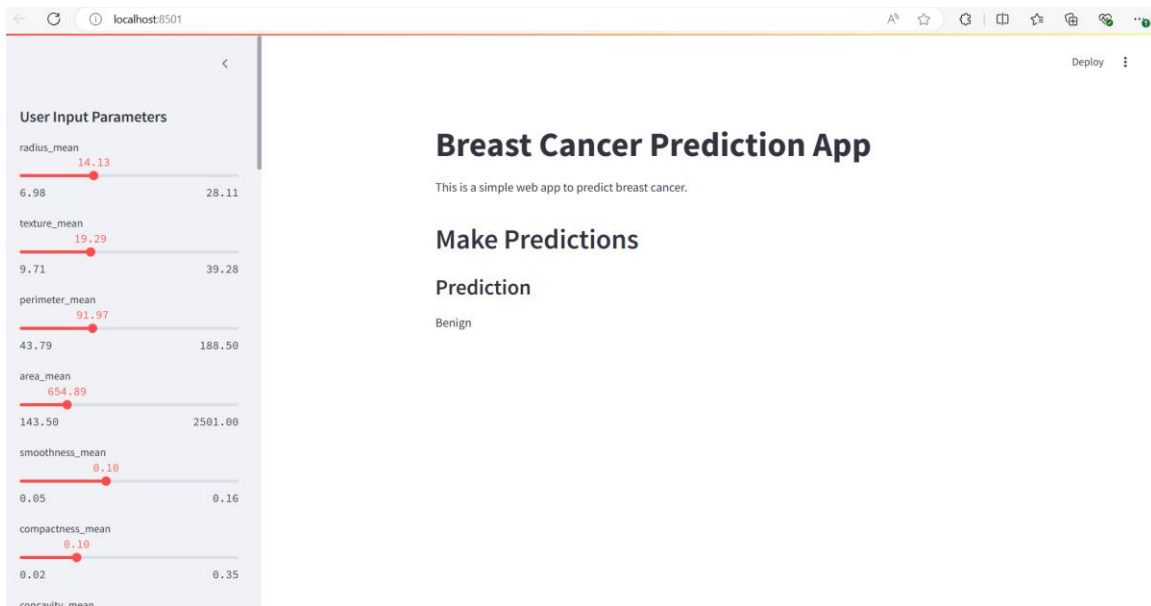 localhost:8501
Deploy
User Input Parameters
radius_mean
14.13
6.98 28.11
texture_mean
19.29
9.71 39.28
perimeter_mean
91.97
43.79 188.50
area_mean
654.89
143.50 2501.00
smoothness_mean
0.10
0.05 0.16
compactness_mean
0.10
0.02 0.35
concavity_mean
Breast Cancer Prediction App
This is a simple web app to predict breast cancer.
Make Predictions
Prediction
Benign